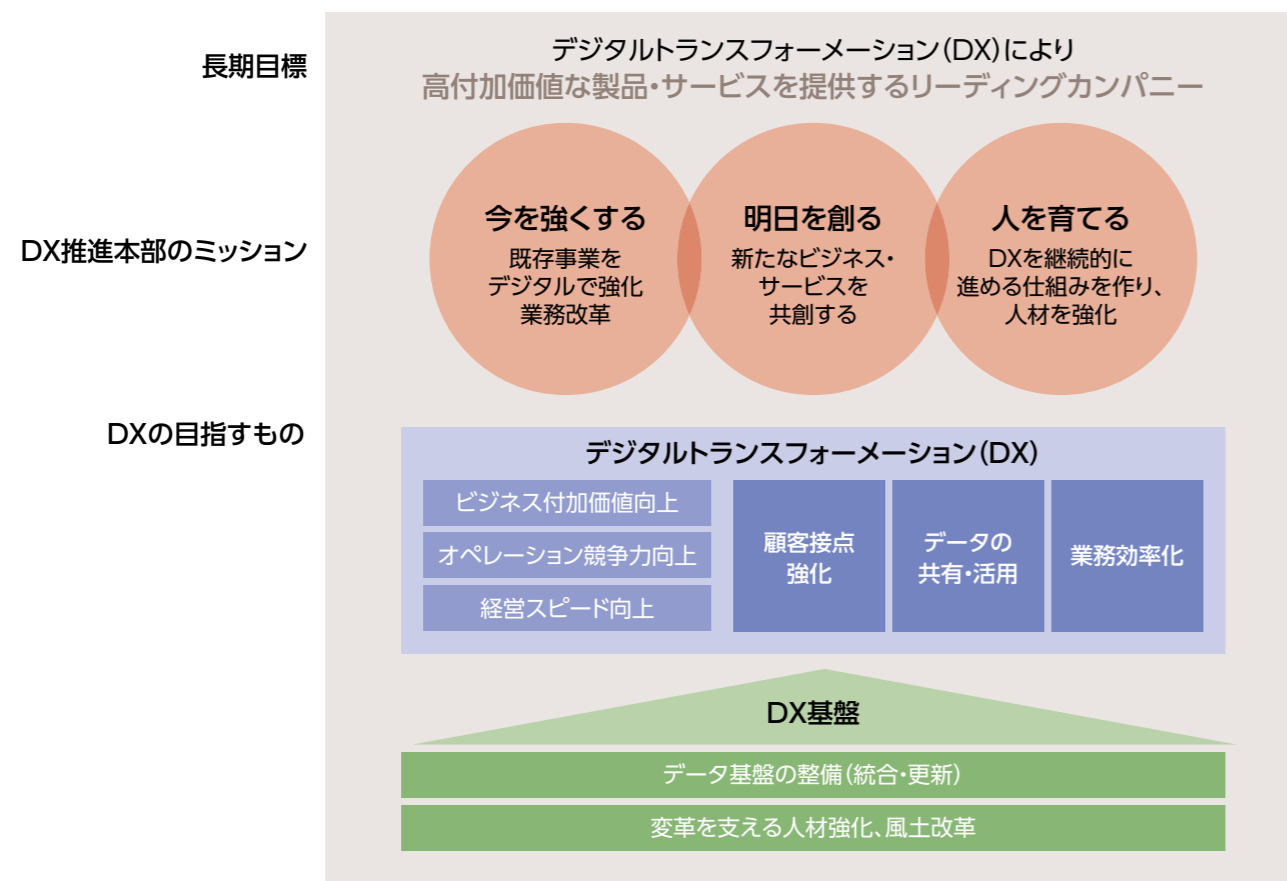 長期目標
デジタルトランスフォーメーション(DX)により
高付加価値な製品・サービスを提供するリーディングカンパニー
DX推進本部のミッション
今を強くする
既存事業を
デジタルで強化
業務改革
明日を創る
新たなビジネス・
サービスを
共創する
人を育てる
DXを継続的に
進める仕組みを作り、
人材を強化
DXの目指すもの
デジタルトランスフォーメーション(DX)
ビジネス付加価値向上
オペレーション競争力向上
経営スピード向上
顧客接点
強化
データの
共有・活用
業務効率化
DX基盤
データ基盤の整備(統合・更新)
変革を支える人材強化、風土改革